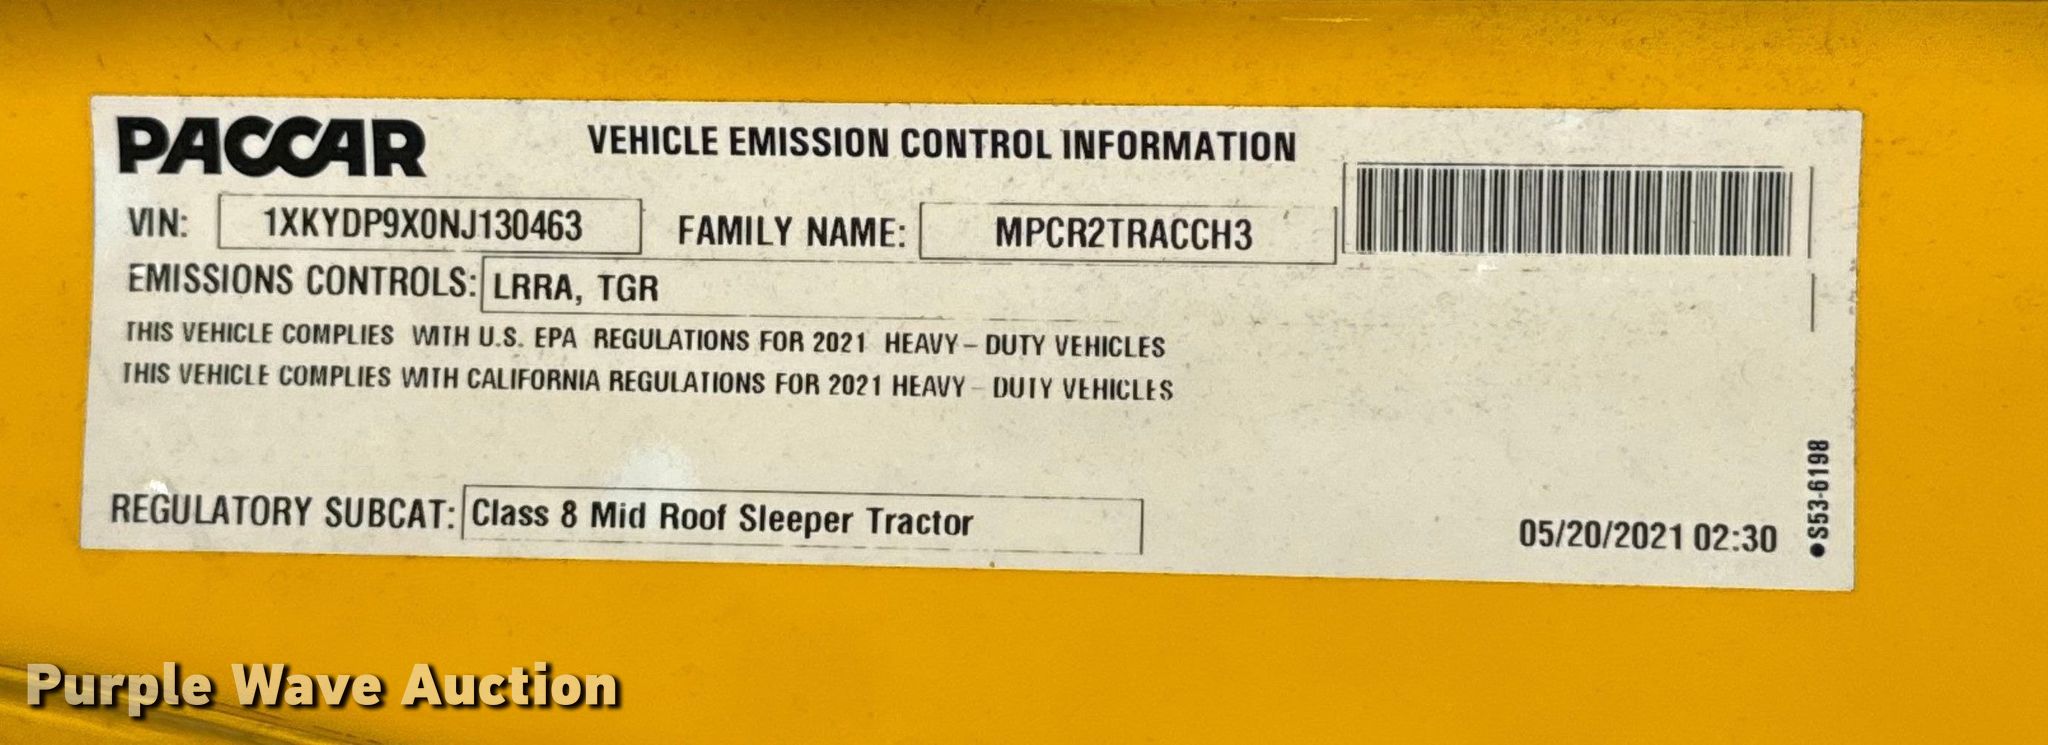 PACCAR
VEHICLE EMISSION CONTROL INFORMATION
VIN: 1XKYDP9X0NJ130463 FAMILY NAME: MPCR2TRACCH3
EMISSIONS CONTROLS: LRRA, TGR
THIS VEHICLE COMPLIES WITH U.S. EPA REGULATIONS FOR 2021 HEAVY-DUTY VEHICLES
THIS VEHICLE COMPLIES WITH CALIFORNIA REGULATIONS FOR 2021 HEAVY-DUTY VEHICLES
REGULATORY SUBCAT: Class 8 Mid Roof Sleeper Tractor
05/20/2021 02:30
●S53-6198
Purple Wave Auction